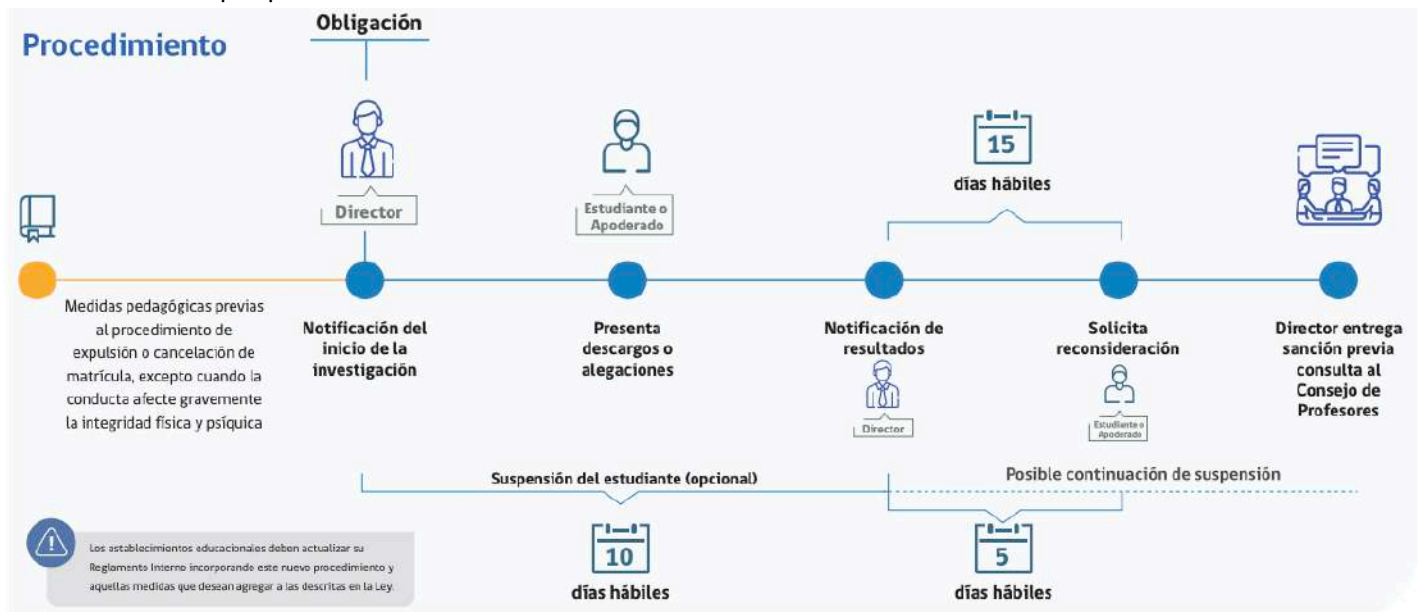 Procedimiento
Obligación
Director
Estudiante o
Apoderado
15
días hábiles
Medidas pedagógicas previas
al procedimiento de
expulsión o cancelación de
matrícula, excepto cuando la
conducta afecte gravemente
la integridad física y psíquica
Notificación del
inicio de la
investigación
Presenta
descargos o
alegaciones
Notificación de
resultados
Director
Solicita
reconsideración
Estudiante o
Apoderado
Director entrega
sanción previa
consulta al
Consejo de
Profesores
Suspensión del estudiante (opcional)
Posible continuación de suspensión
10
días hábiles
5
días hábiles
Los establecimientos educacionales deben actualizar su
Reglamento Interno incorporando este nuevo procedimiento y
aquellas medidas que desean agregar a las descritas en la Ley.